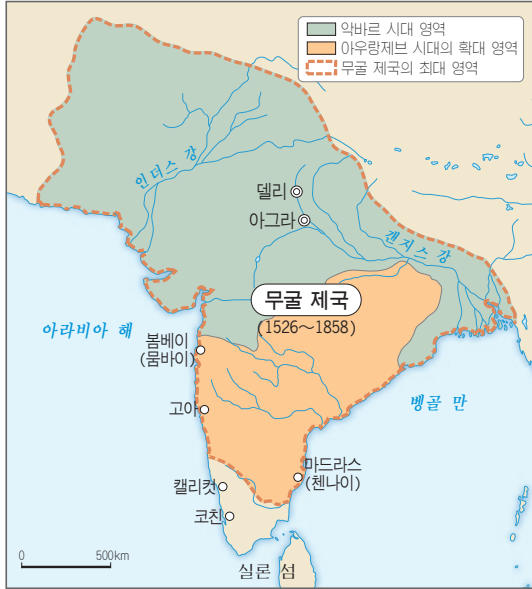 악바르 시대 영역
아우랑제브 시대의 확대 영역
무굴 제국의 최대 영역
인더스 강
델리
아그라
갠지스 강
무굴 제국
(1526~1858)
아라비아 해
봄베이
(뭄바이)
벵골 만
고아
마드라스
(첸나이)
캘리컷
코친
0 500km
실론 섬